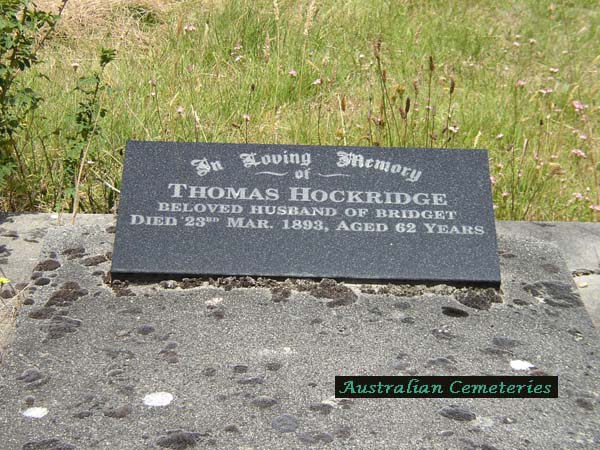 In Loving Memory
of
THOMAS HOCKRIDGE
BELOVED HUSBAND OF BRIDGET
DIED 23RD MAR. 1893, AGED 62 YEARS
Australian Cemeteries